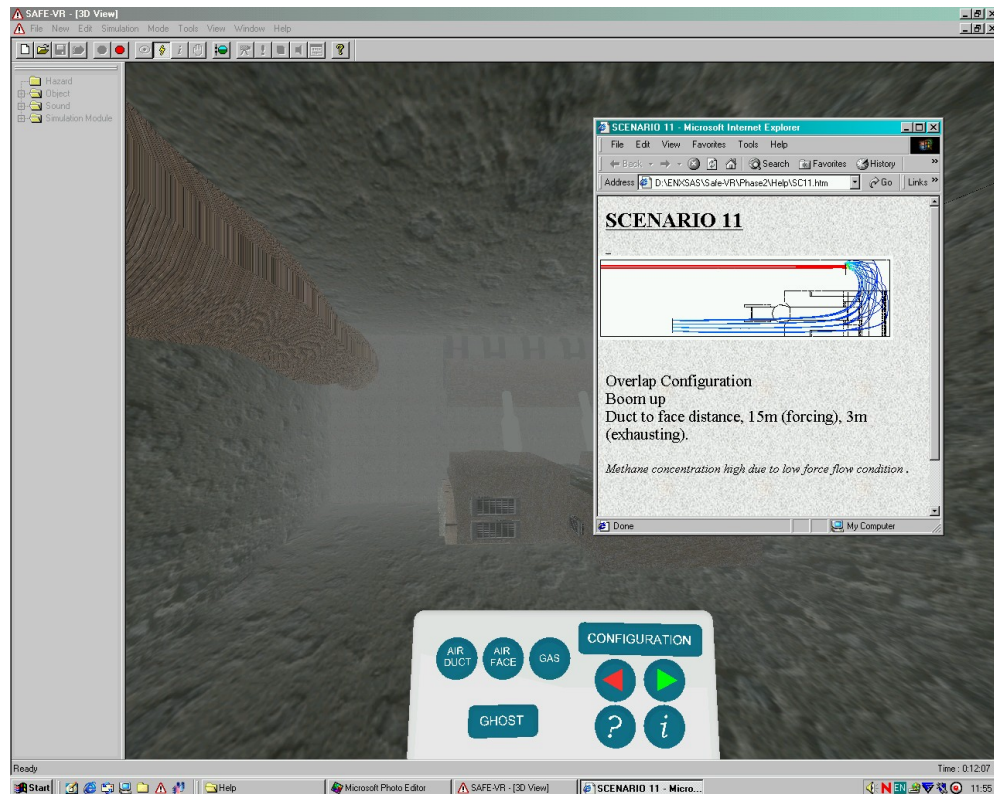 SAFE-VR - [3D View]
File New Edit Simulation Mode Tools View Window Help
Hazard
Object
Sound
Simulation Module
SCENARIO 11 - Microsoft Internet Explorer
File Edit View Favorites Tools Help
Back Search Favorites History »
Address D:\ENXSAS\Safe-VR\Phase2\Help\SC11.htm Go Links »
SCENARIO 11
Overlap Configuration
Boom up
Duct to face distance, 15m (forcing), 3m
(exhausting).
Methane concentration high due to low force flow condition .
Done My Computer
CONFIGURATION
AIR DUCT
AIR FACE
GAS
GHOST
? i
Ready Time : 0:12:07
Start Help Microsoft Photo Editor SAFE-VR - [3D View] SCENARIO 11 - Micro... N EN 11:55